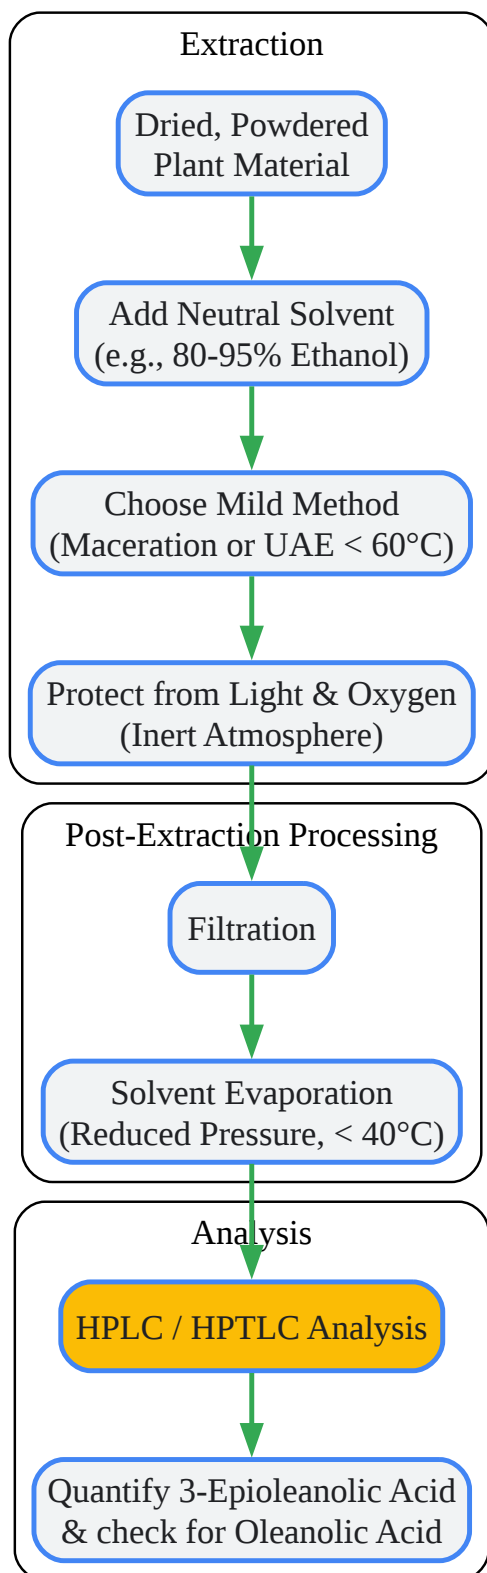 Extraction
Dried, Powdered
Plant Material
Add Neutral Solvent
(e.g., 80-95% Ethanol)
Choose Mild Method
(Maceration or UAE < 60°C)
Protect from Light & Oxygen
(Inert Atmosphere)
Post-Extraction Processing
Filtration
Solvent Evaporation
(Reduced Pressure, < 40°C)
Analysis
HPLC / HPTLC Analysis
Quantify 3-Epioleanolic Acid
& check for Oleanolic Acid